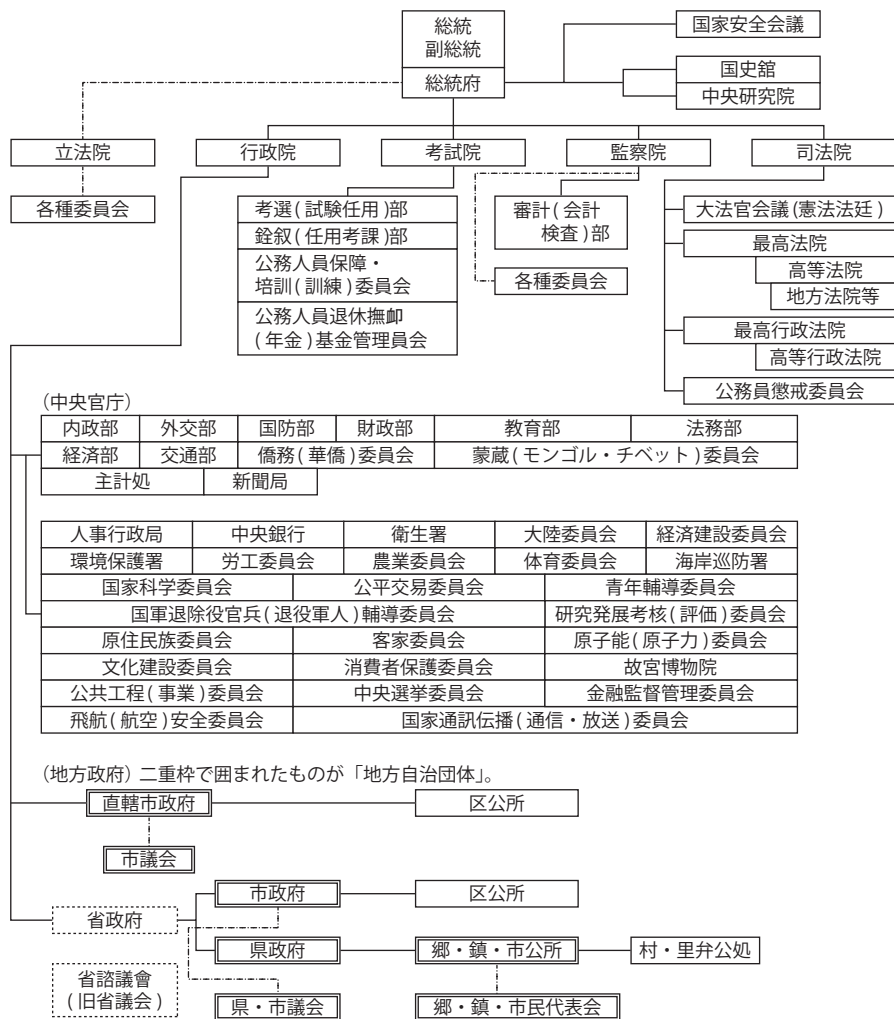 総統
副総統
総統府
国家安全会議
国史舘
中央研究院
立法院
行政院
考試院
監察院
司法院
各種委員会
考選(試験任用)部
銓叙(任用考課)部
公務人員保障・
培訓(訓練)委員会
公務人員退休撫卹
(年金)基金管理員会
審計(会計
検査)部
各種委員会
大法官会議(憲法法廷)
最高法院
高等法院
地方法院等
最高行政法院
高等行政法院
公務員懲戒委員会
(中央官庁)
内政部 外交部 国防部 財政部 教育部 法務部
経済部 交通部 僑務(華僑)委員会 蒙蔵(モンゴル・チベット)委員会
主計処 新聞局
人事行政局 中央銀行 衛生署 大陸委員会 経済建設委員会
環境保護署 労工委員会 農業委員会 体育委員会 海岸巡防署
国家科学委員会 公平交易委員会 青年輔導委員会
国軍退除役官兵(退役軍人)輔導委員会 研究発展考核(評価)委員会
原住民族委員会 客家委員会 原子能(原子力)委員会
文化建設委員会 消費者保護委員会 故宮博物院
公共工程(事業)委員会 中央選挙委員会 金融監督管理委員会
飛航(航空)安全委員会 国家通訊伝播(通信・放送)委員会
(地方政府)二重枠で囲まれたものが「地方自治団体」。
直轄市政府 区公所
市議会
市政府 区公所
省政府
県政府 郷・鎮・市公所 村・里弁公処
省諮議會
(旧省議会)
県・市議会 郷・鎮・市民代表会